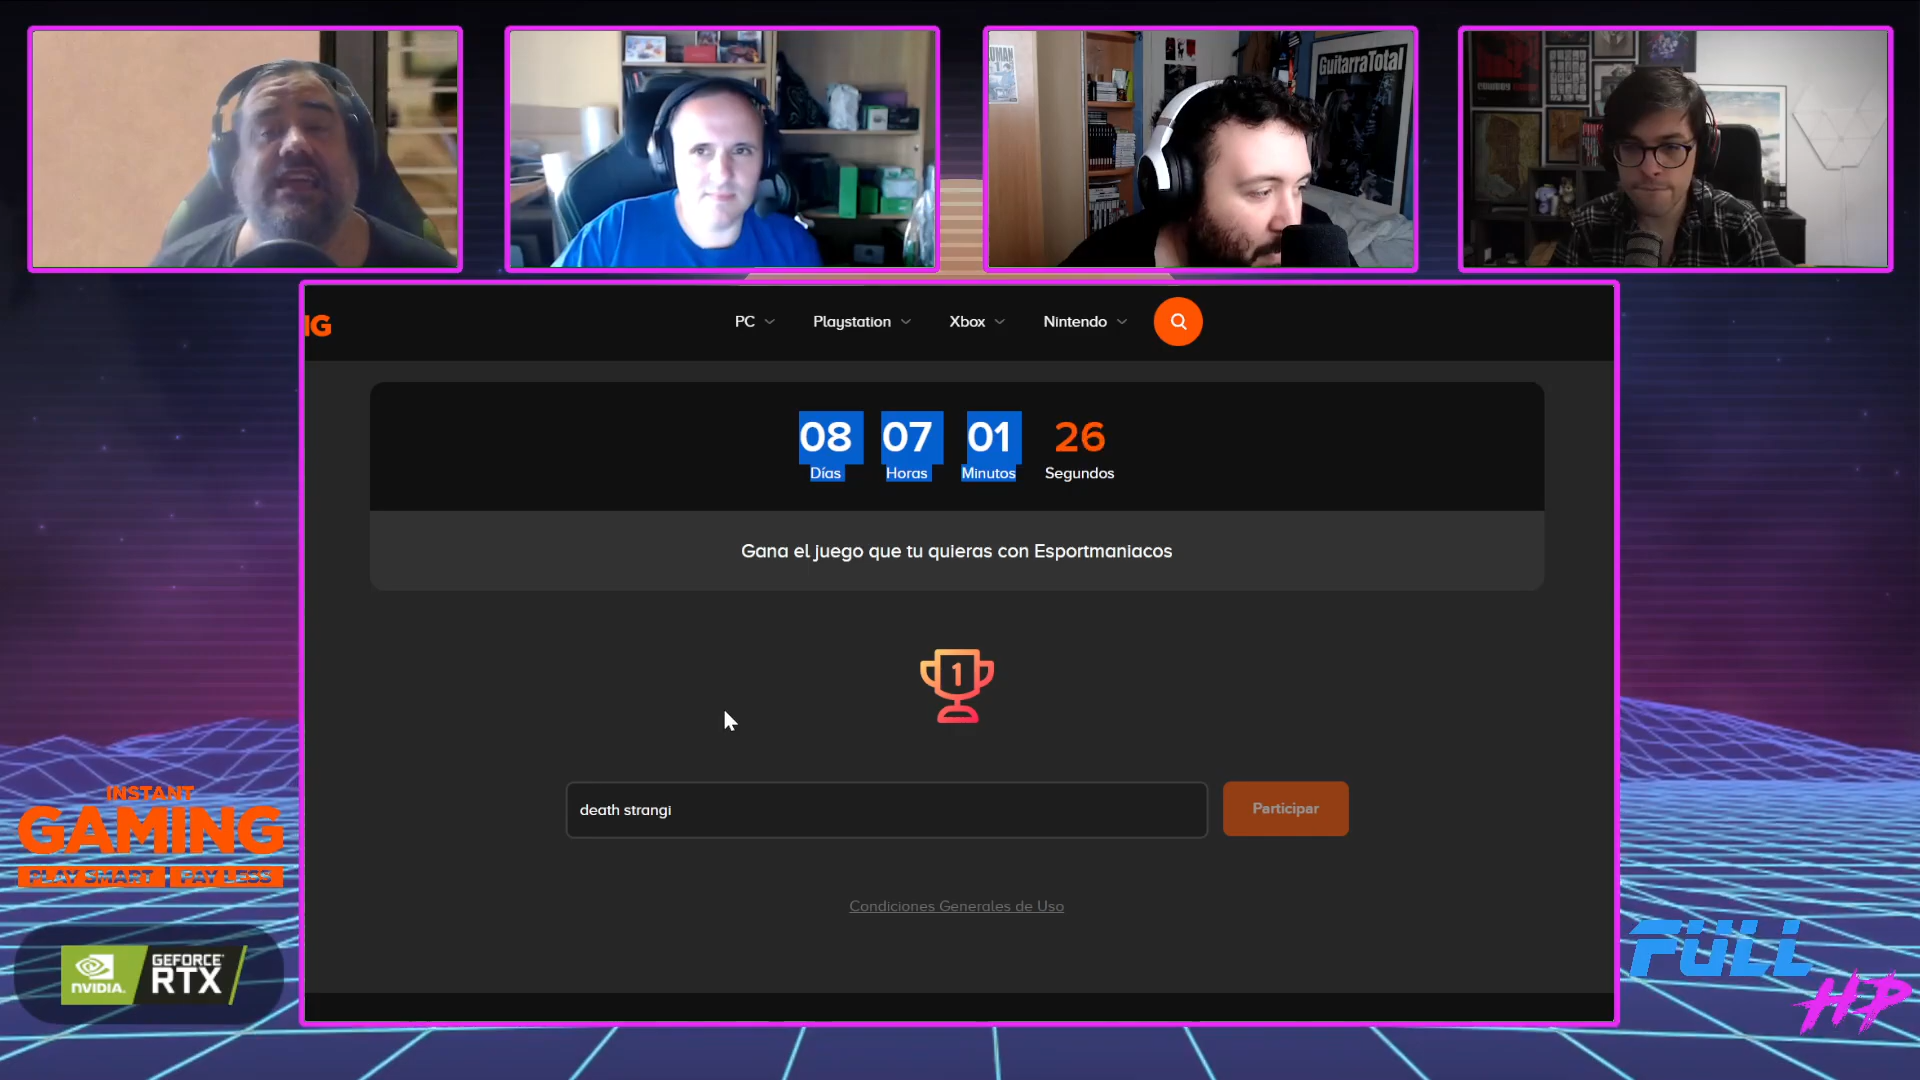 GuitarraTotal
NG
PC
Playstation
Xbox
Nintendo
08
07
01
26
Días
Horas
Minutos
Segundos
Gana el juego que tu quieras con Esportmaniacos
1
death strangi
Participar
Condiciones Generales de Uso
INSTANT
GAMING
PLAY SMART PAY LESS
NVIDIA.
GEFORCE
RTX
FULL
HP